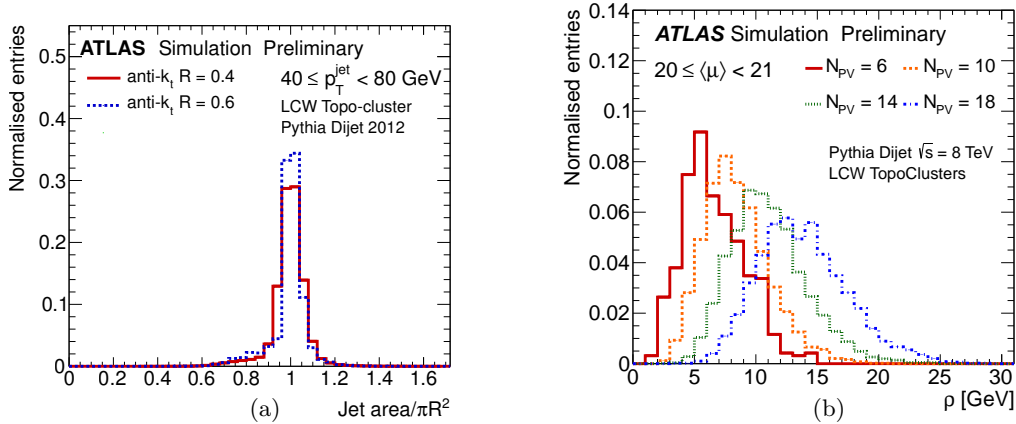 ATLAS Simulation Preliminary
anti-k_t R = 0.4
anti-k_t R = 0.6
40 ≤ p_T^jet < 80 GeV
LCW Topo-cluster
Pythia Dijet 2012
Normalised entries
0.5
0.4
0.3
0.2
0.1
0
0 0.2 0.4 0.6 0.8 1 1.2 1.4 1.6
Jet area/πR²
(a)
ATLAS Simulation Preliminary
20 ≤ ⟨μ⟩ < 21
N_PV = 6 N_PV = 10
N_PV = 14 N_PV = 18
Pythia Dijet √s = 8 TeV
LCW TopoClusters
Normalised entries
0.14
0.12
0.1
0.08
0.06
0.04
0.02
0
0 5 10 15 20 25 30
ρ [GeV]
(b)